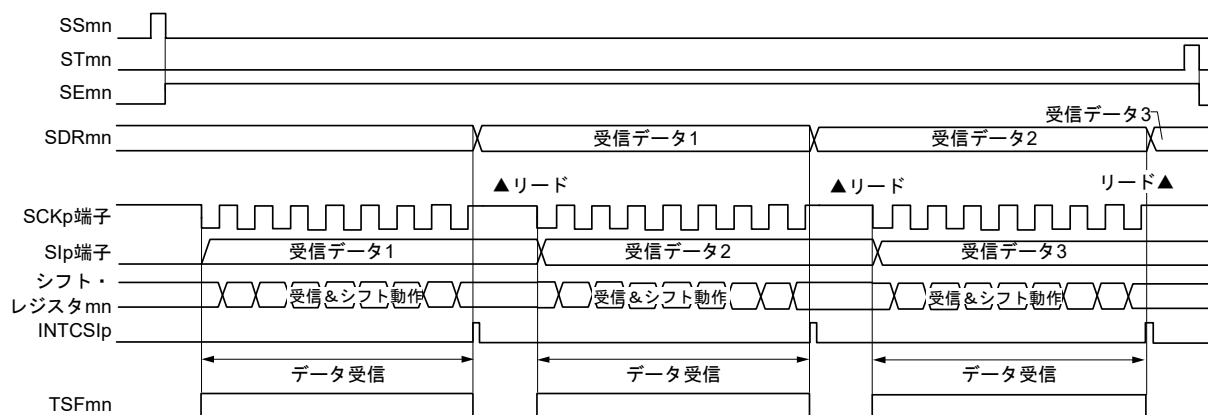 SSmn
STmn
SEmn
受信データ3
SDRmn
受信データ1
受信データ2
▲リード
▲リード
リード▲
SCKp端子
SIp端子
受信データ1
受信データ2
受信データ3
シフト・
レジスタmn
受信&シフト動作
受信&シフト動作
受信&シフト動作
INTCSIp
データ受信
データ受信
データ受信
TSFmn